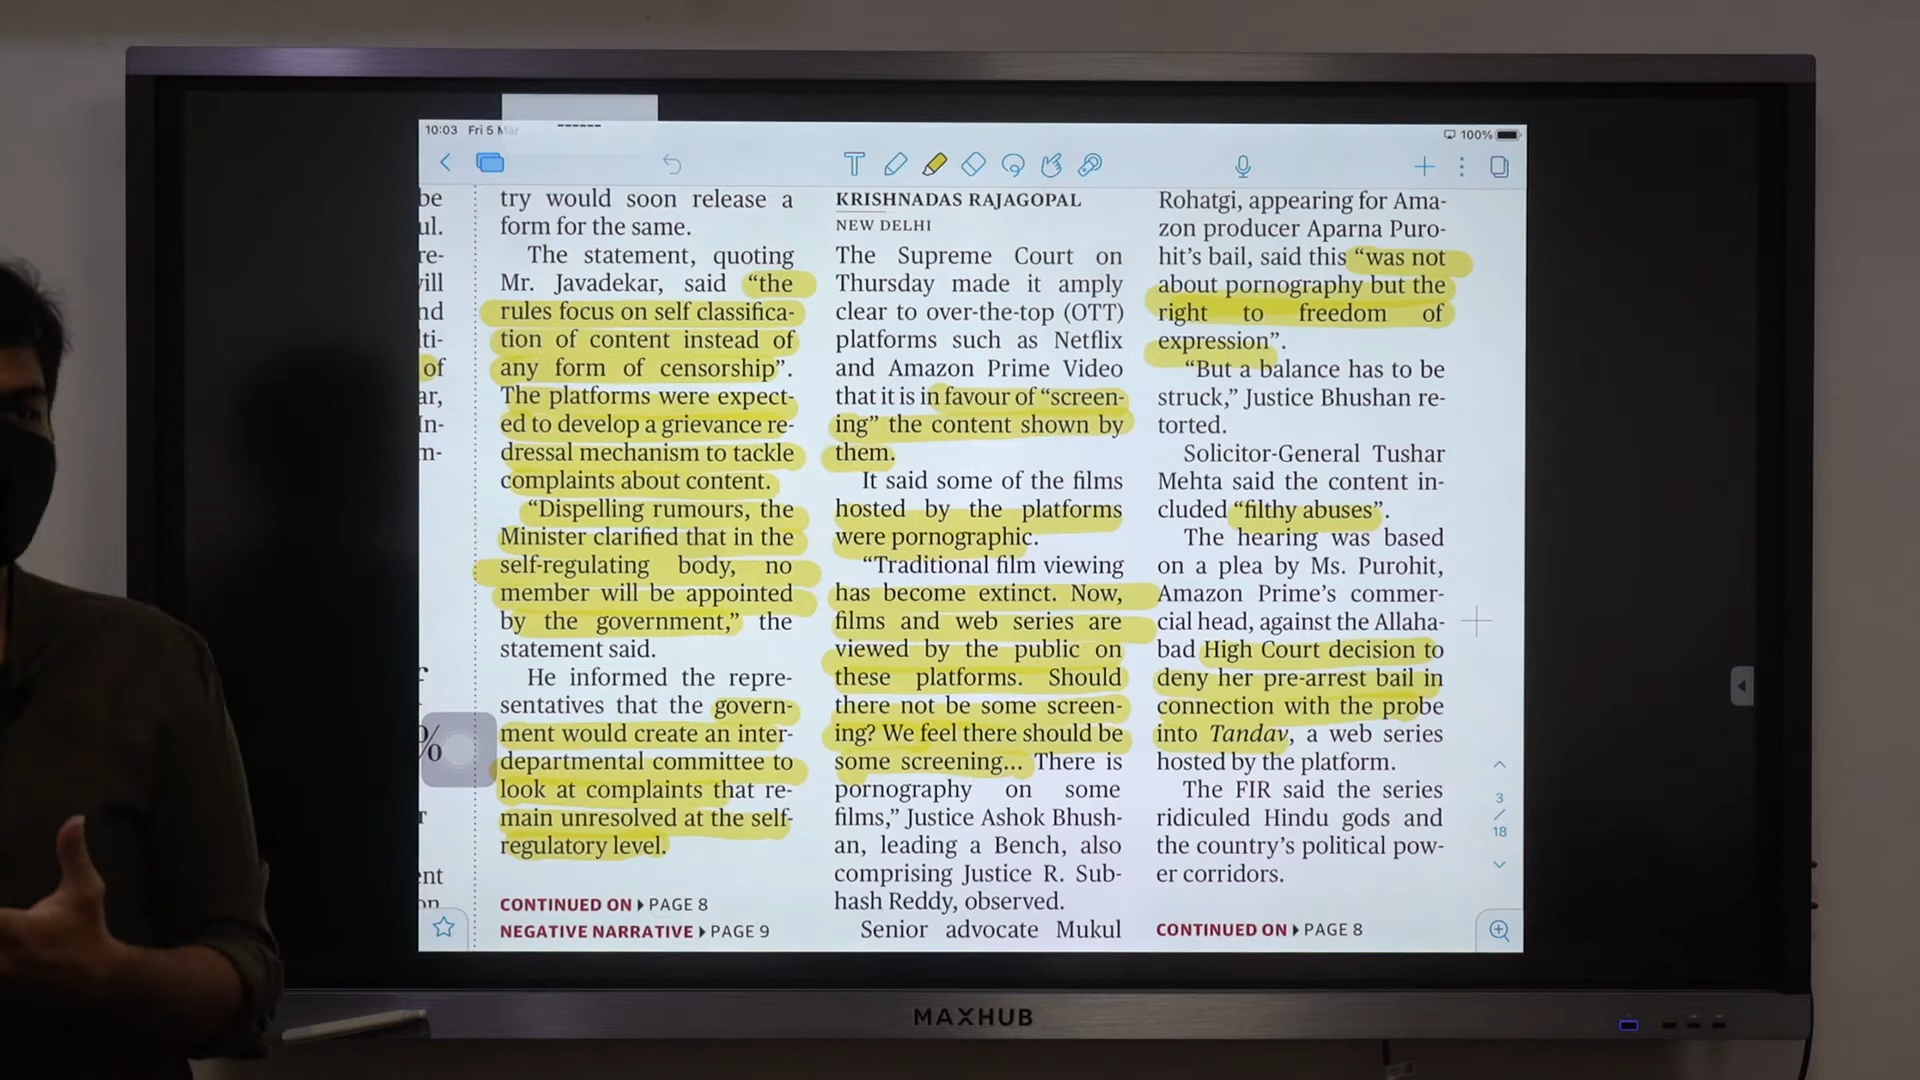 10:03 Fri 5 Mar
100%
be
ul.
re-
will
nd
lti-
of
ar,
In-
m-
%
ent
on
try would soon release a
form for the same.
The statement, quoting
Mr. Javadekar, said “the
rules focus on self classifica-
tion of content instead of
any form of censorship”.
The platforms were expect-
ed to develop a grievance re-
dressal mechanism to tackle
complaints about content.
“Dispelling rumours, the
Minister clarified that in the
self-regulating body, no
member will be appointed
by the government,” the
statement said.
He informed the repre-
sentatives that the govern-
ment would create an inter-
departmental committee to
look at complaints that re-
main unresolved at the self-
regulatory level.
CONTINUED ON PAGE 8
NEGATIVE NARRATIVE PAGE 9
KRISHNADAS RAJAGOPAL
NEW DELHI
The Supreme Court on
Thursday made it amply
clear to over-the-top (OTT)
platforms such as Netflix
and Amazon Prime Video
that it is in favour of “screen-
ing” the content shown by
them.
It said some of the films
hosted by the platforms
were pornographic.
“Traditional film viewing
has become extinct. Now,
films and web series are
viewed by the public on
these platforms. Should
there not be some screen-
ing? We feel there should be
some screening... There is
pornography on some
films,” Justice Ashok Bhush-
an, leading a Bench, also
comprising Justice R. Sub-
hash Reddy, observed.
Senior advocate Mukul
Rohatgi, appearing for Ama-
zon producer Aparna Puro-
hit’s bail, said this “was not
about pornography but the
right to freedom of
expression”.
“But a balance has to be
struck,” Justice Bhushan re-
torted.
Solicitor-General Tushar
Mehta said the content in-
cluded “filthy abuses”.
The hearing was based
on a plea by Ms. Purohit,
Amazon Prime’s commer-
cial head, against the Allaha-
bad High Court decision to
deny her pre-arrest bail in
connection with the probe
into Tandav, a web series
hosted by the platform.
The FIR said the series
ridiculed Hindu gods and
the country’s political pow-
er corridors.
CONTINUED ON PAGE 8
3
/
18
MAXHUB